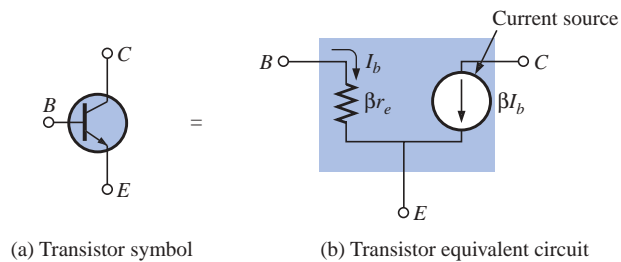 Current source
C
B
E
=
B
I_b
βr_e
βI_b
C
E
(a) Transistor symbol
(b) Transistor equivalent circuit